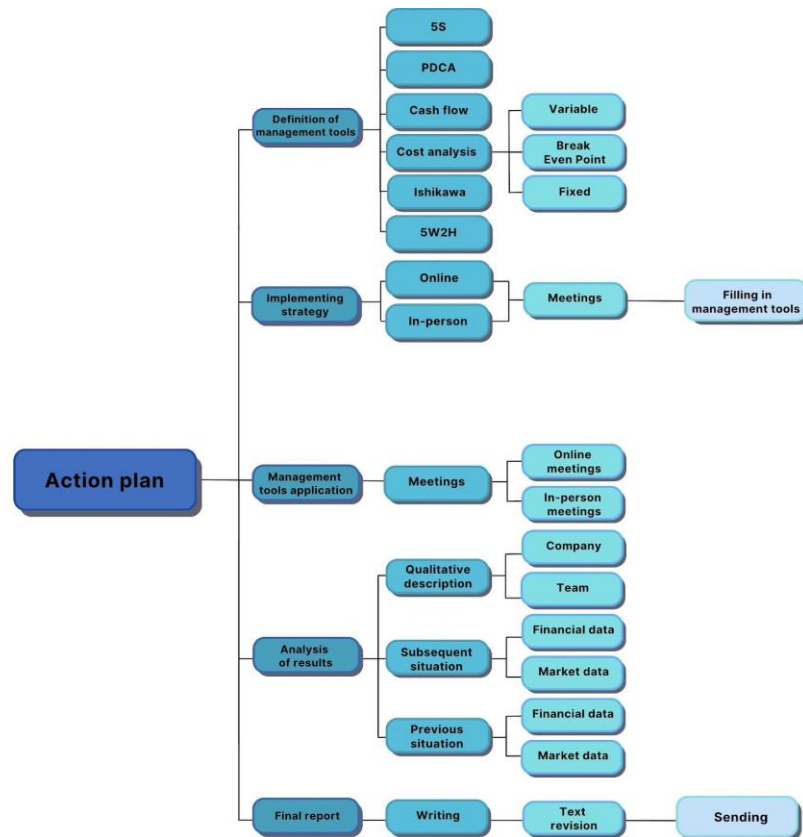 5S
PDCA
Definition of
management tools
Cash flow
Variable
Cost analysis
Break
Even Point
Ishikawa
Fixed
5W2H
Implementing
strategy
Online
In-person
Meetings
Filling in
management tools
Action plan
Management
tools application
Meetings
Online
meetings
In-person
meetings
Analysis
of results
Qualitative
description
Company
Team
Subsequent
situation
Financial data
Market data
Previous
situation
Financial data
Market data
Final report
Writing
Text
revision
Sending